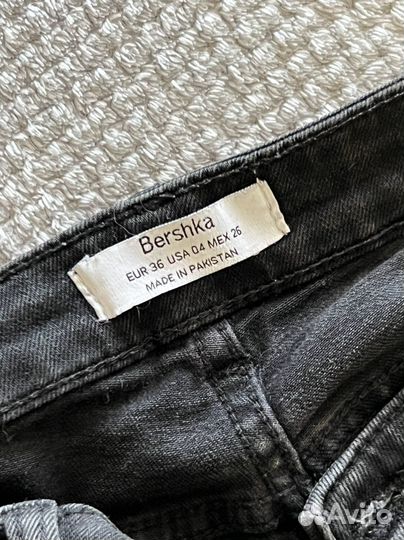 Bershka
EUR 36 USA 04 MEX 26
MADE IN PAKISTAN
Avito